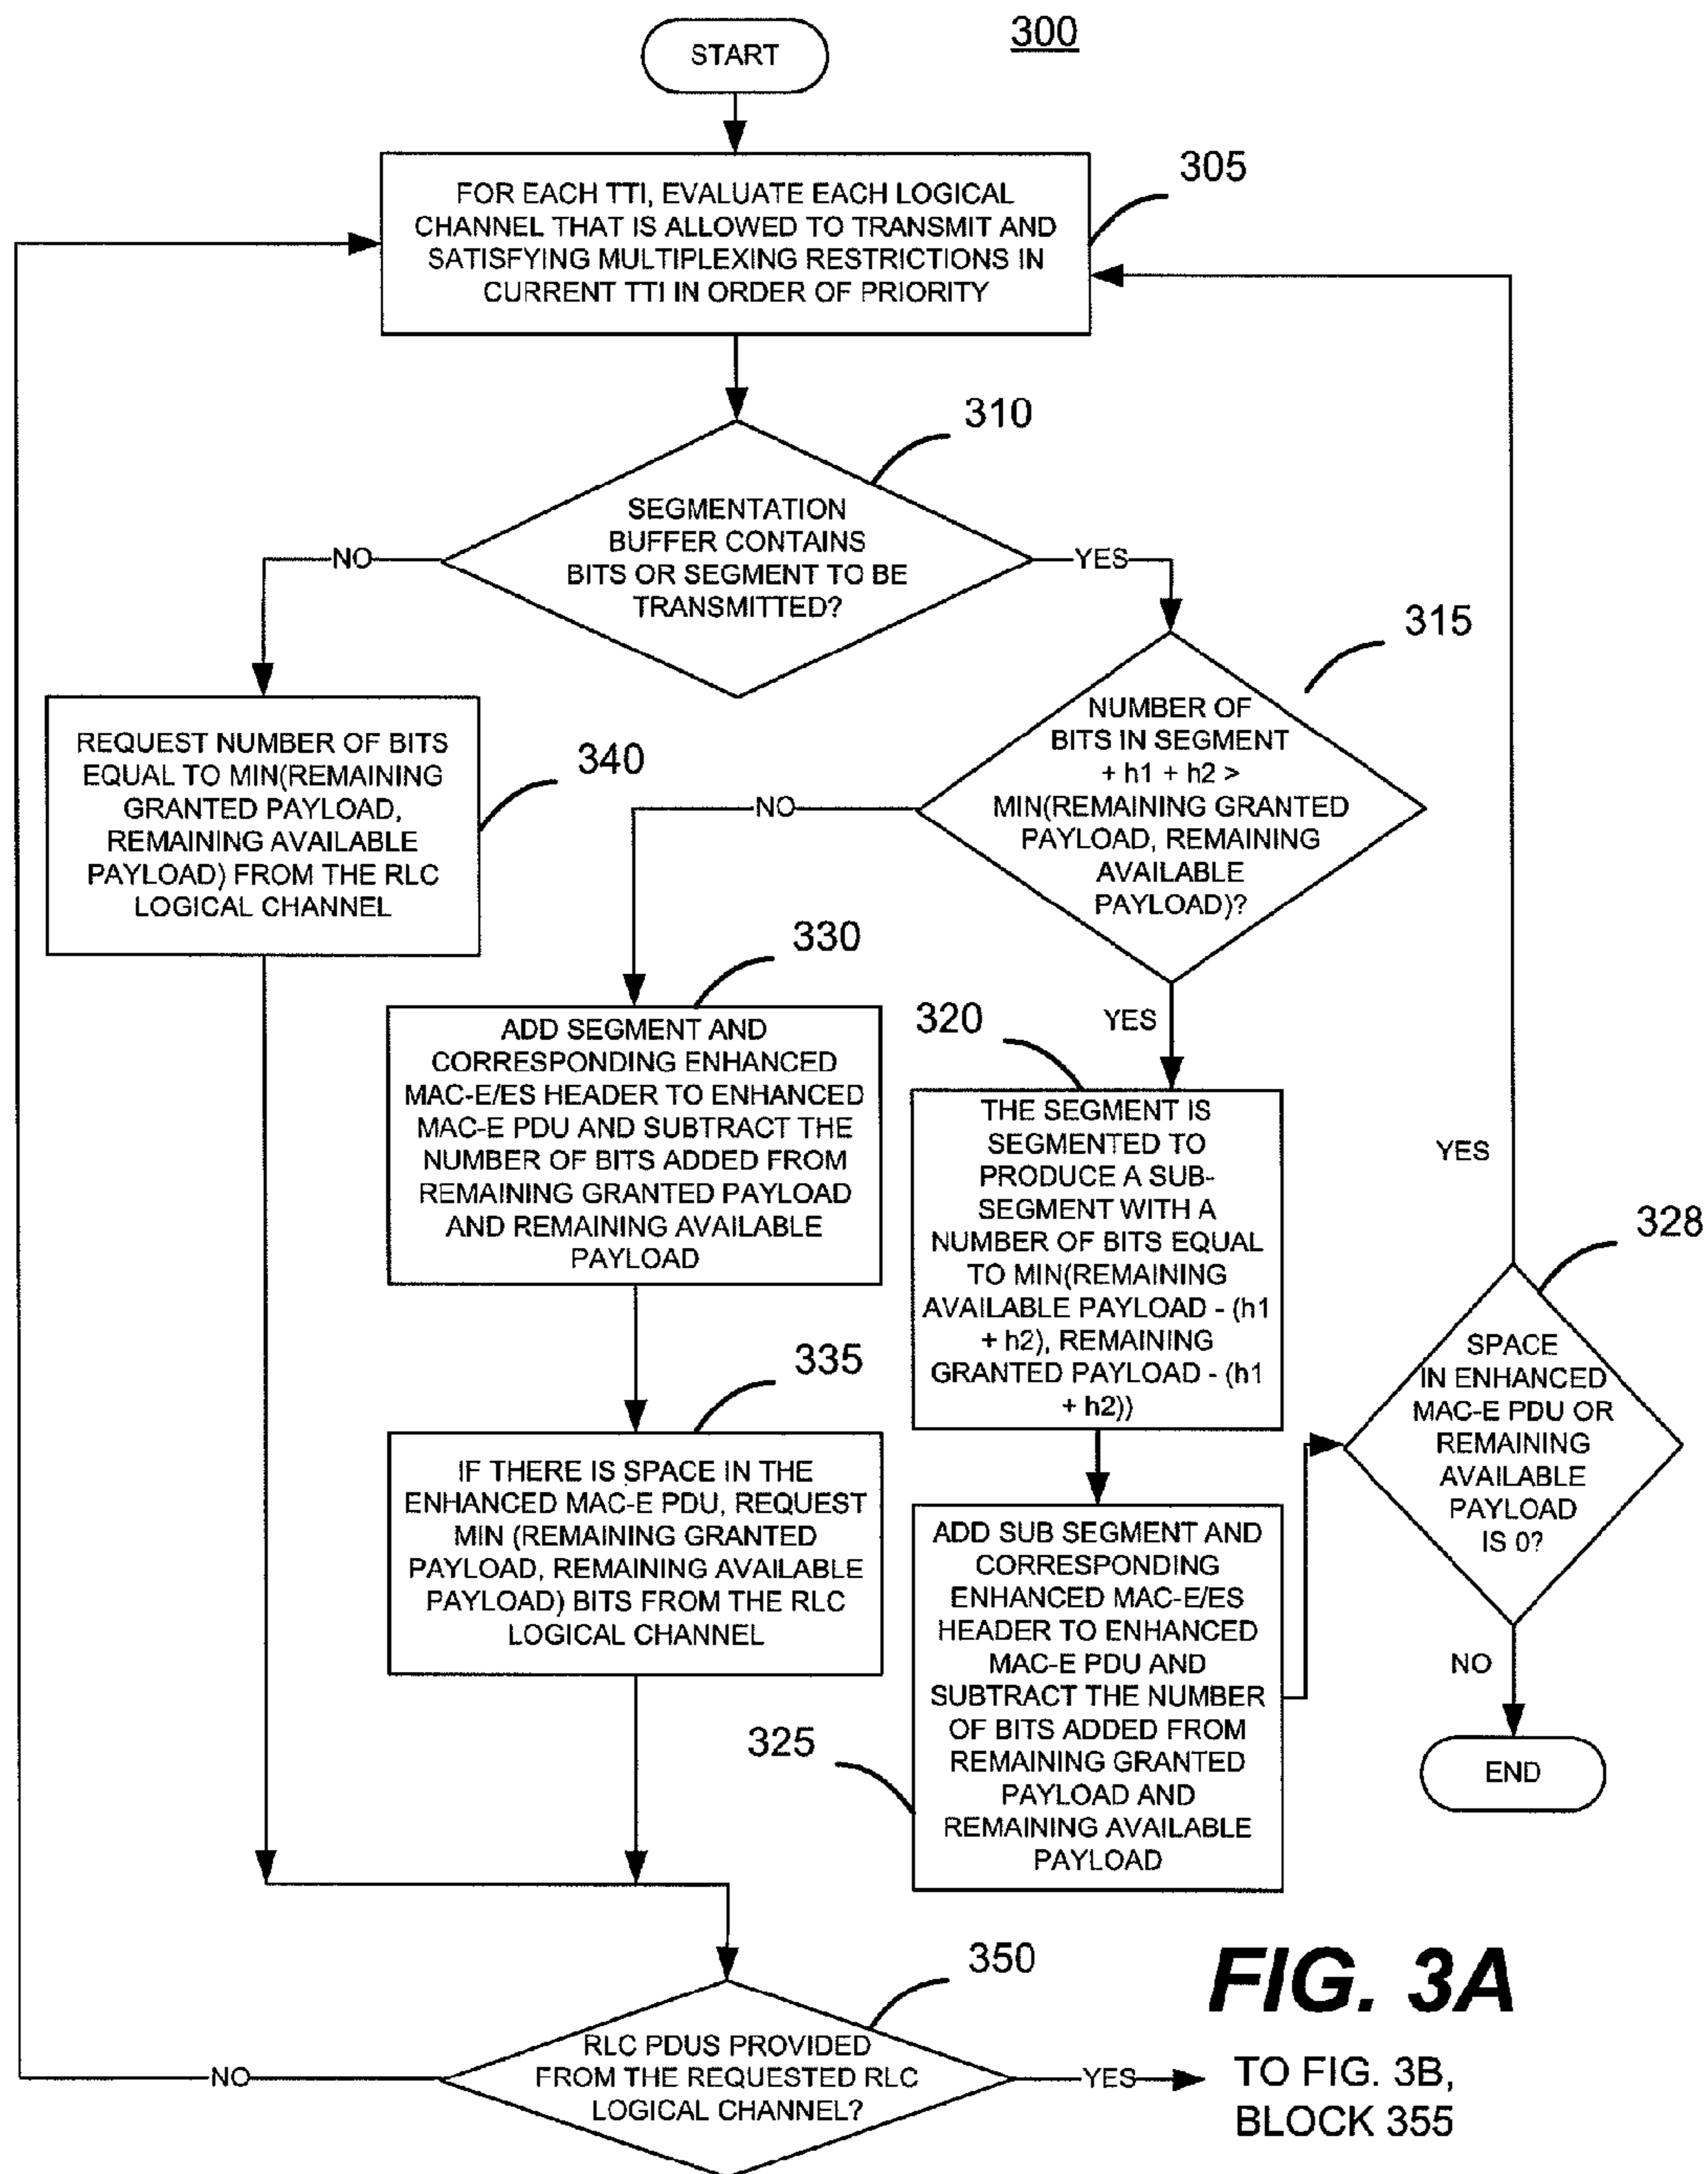 300
START
305
FOR EACH TTI, EVALUATE EACH LOGICAL
CHANNEL THAT IS ALLOWED TO TRANSMIT AND
SATISFYING MULTIPLEXING RESTRICTIONS IN
CURRENT TTI IN ORDER OF PRIORITY
310
SEGMENTATION
BUFFER CONTAINS
BITS OR SEGMENT TO BE
TRANSMITTED?
NO
YES
315
NUMBER OF
BITS IN SEGMENT
+ h1 + h2 >
MIN(REMAINING GRANTED
PAYLOAD, REMAINING
AVAILABLE
PAYLOAD)?
NO
YES
340
REQUEST NUMBER OF BITS
EQUAL TO MIN(REMAINING
GRANTED PAYLOAD,
REMAINING AVAILABLE
PAYLOAD) FROM THE RLC
LOGICAL CHANNEL
330
ADD SEGMENT AND
CORRESPONDING ENHANCED
MAC-E/ES HEADER TO ENHANCED
MAC-E PDU AND SUBTRACT THE
NUMBER OF BITS ADDED FROM
REMAINING GRANTED PAYLOAD
AND REMAINING AVAILABLE
PAYLOAD
320
THE SEGMENT IS
SEGMENTED TO
PRODUCE A SUB-
SEGMENT WITH A
NUMBER OF BITS EQUAL
TO MIN(REMAINING
AVAILABLE PAYLOAD - (h1
+ h2), REMAINING
GRANTED PAYLOAD - (h1
+ h2))
YES
328
SPACE
IN ENHANCED
MAC-E PDU OR
REMAINING
AVAILABLE
PAYLOAD
IS 0?
NO
END
335
IF THERE IS SPACE IN THE
ENHANCED MAC-E PDU, REQUEST
MIN (REMAINING GRANTED
PAYLOAD, REMAINING AVAILABLE
PAYLOAD) BITS FROM THE RLC
LOGICAL CHANNEL
325
ADD SUB SEGMENT AND
CORRESPONDING
ENHANCED MAC-E/ES
HEADER TO ENHANCED
MAC-E PDU AND
SUBTRACT THE NUMBER
OF BITS ADDED FROM
REMAINING GRANTED
PAYLOAD AND
REMAINING AVAILABLE
PAYLOAD
350
RLC PDUS PROVIDED
FROM THE REQUESTED RLC
LOGICAL CHANNEL?
NO
YES
FIG. 3A
TO FIG. 3B,
BLOCK 355